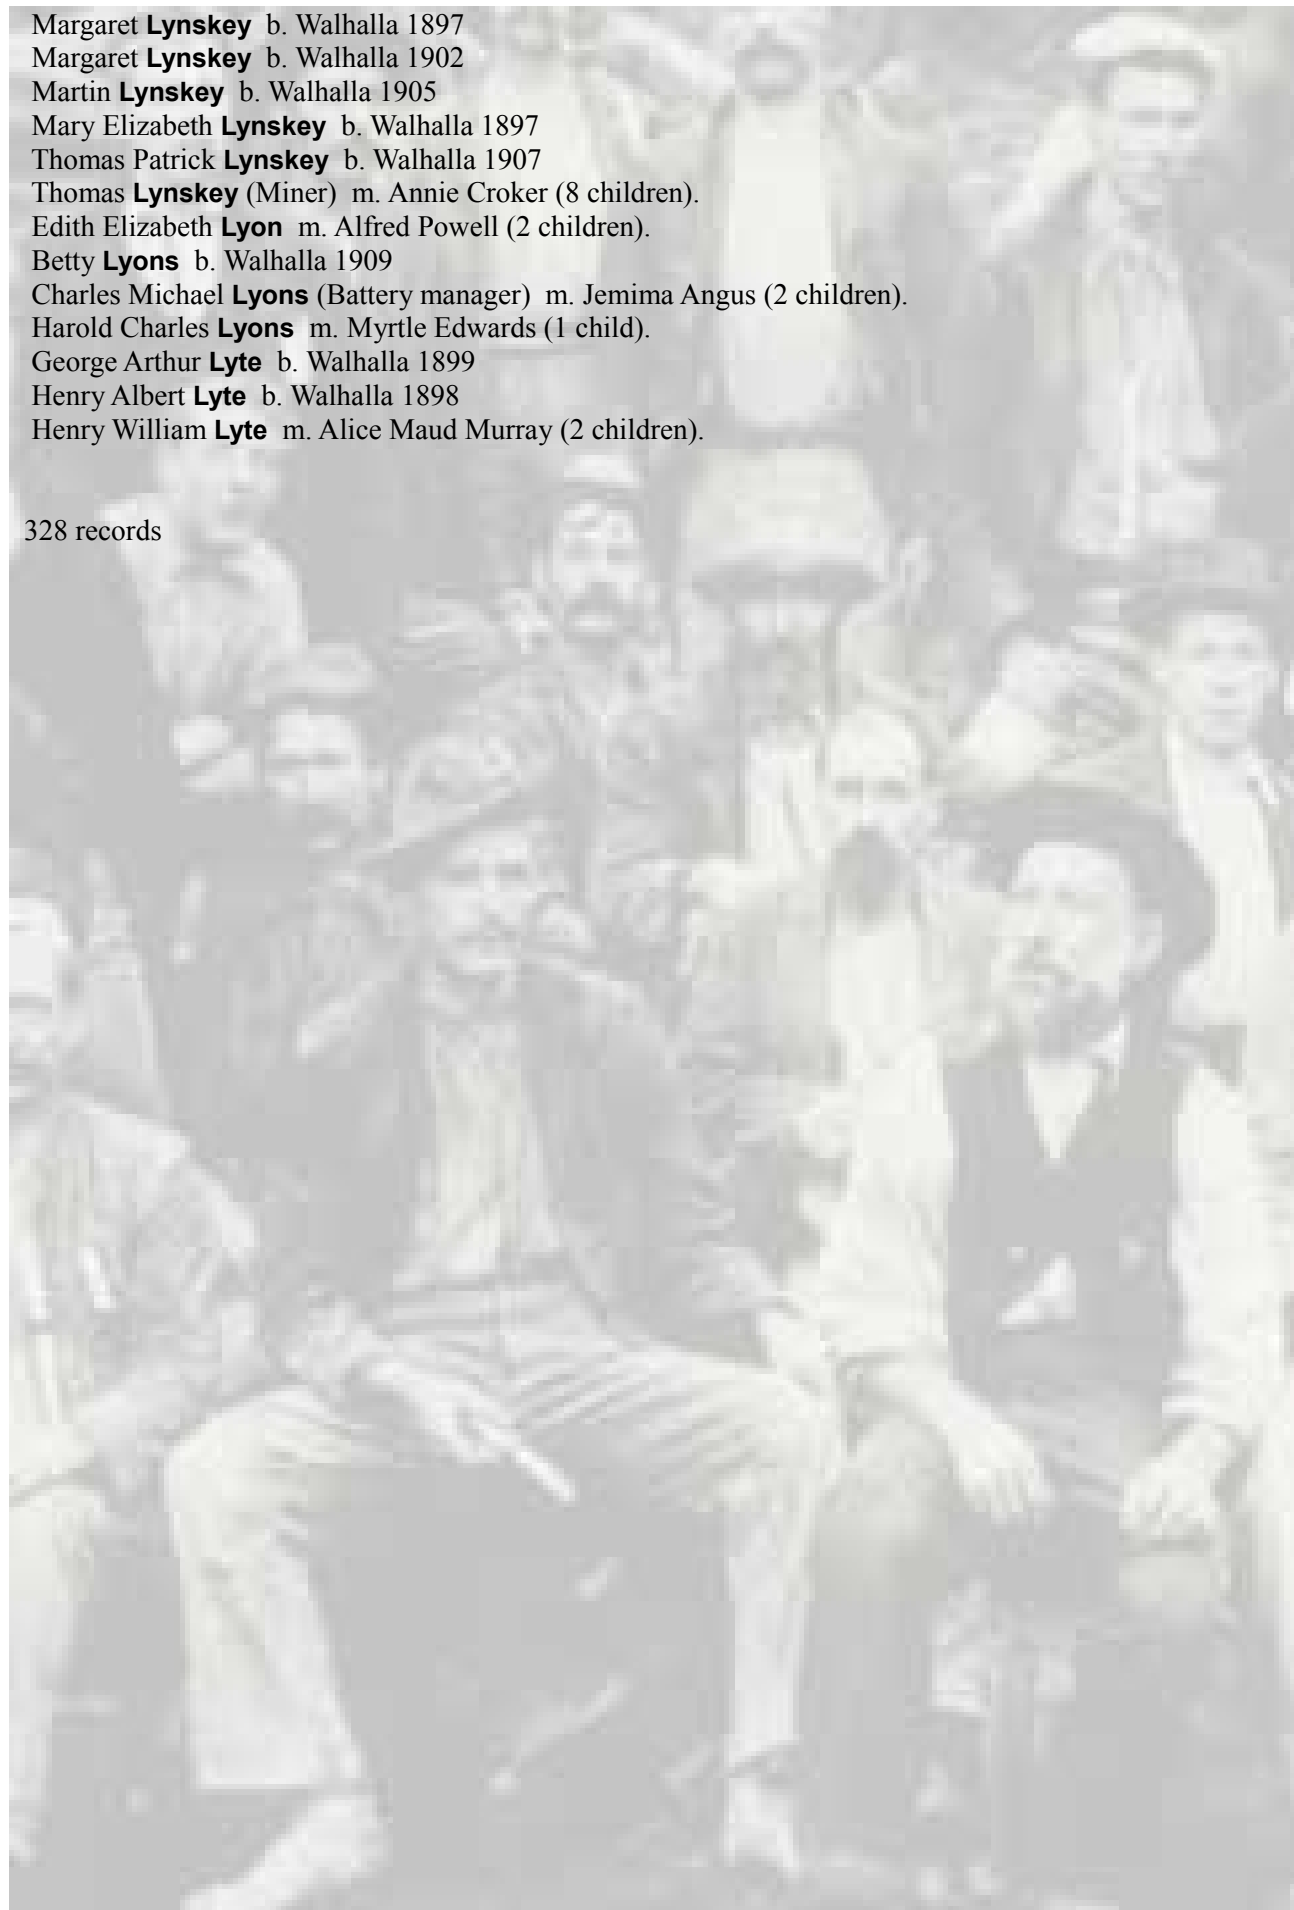 Margaret Lynskey b. Walhalla 1897
Margaret Lynskey b. Walhalla 1902
Martin Lynskey b. Walhalla 1905
Mary Elizabeth Lynskey b. Walhalla 1897
Thomas Patrick Lynskey b. Walhalla 1907
Thomas Lynskey (Miner) m. Annie Croker (8 children).
Edith Elizabeth Lyon m. Alfred Powell (2 children).
Betty Lyons b. Walhalla 1909
Charles Michael Lyons (Battery manager) m. Jemima Angus (2 children).
Harold Charles Lyons m. Myrtle Edwards (1 child).
George Arthur Lyte b. Walhalla 1899
Henry Albert Lyte b. Walhalla 1898
Henry William Lyte m. Alice Maud Murray (2 children).
328 records